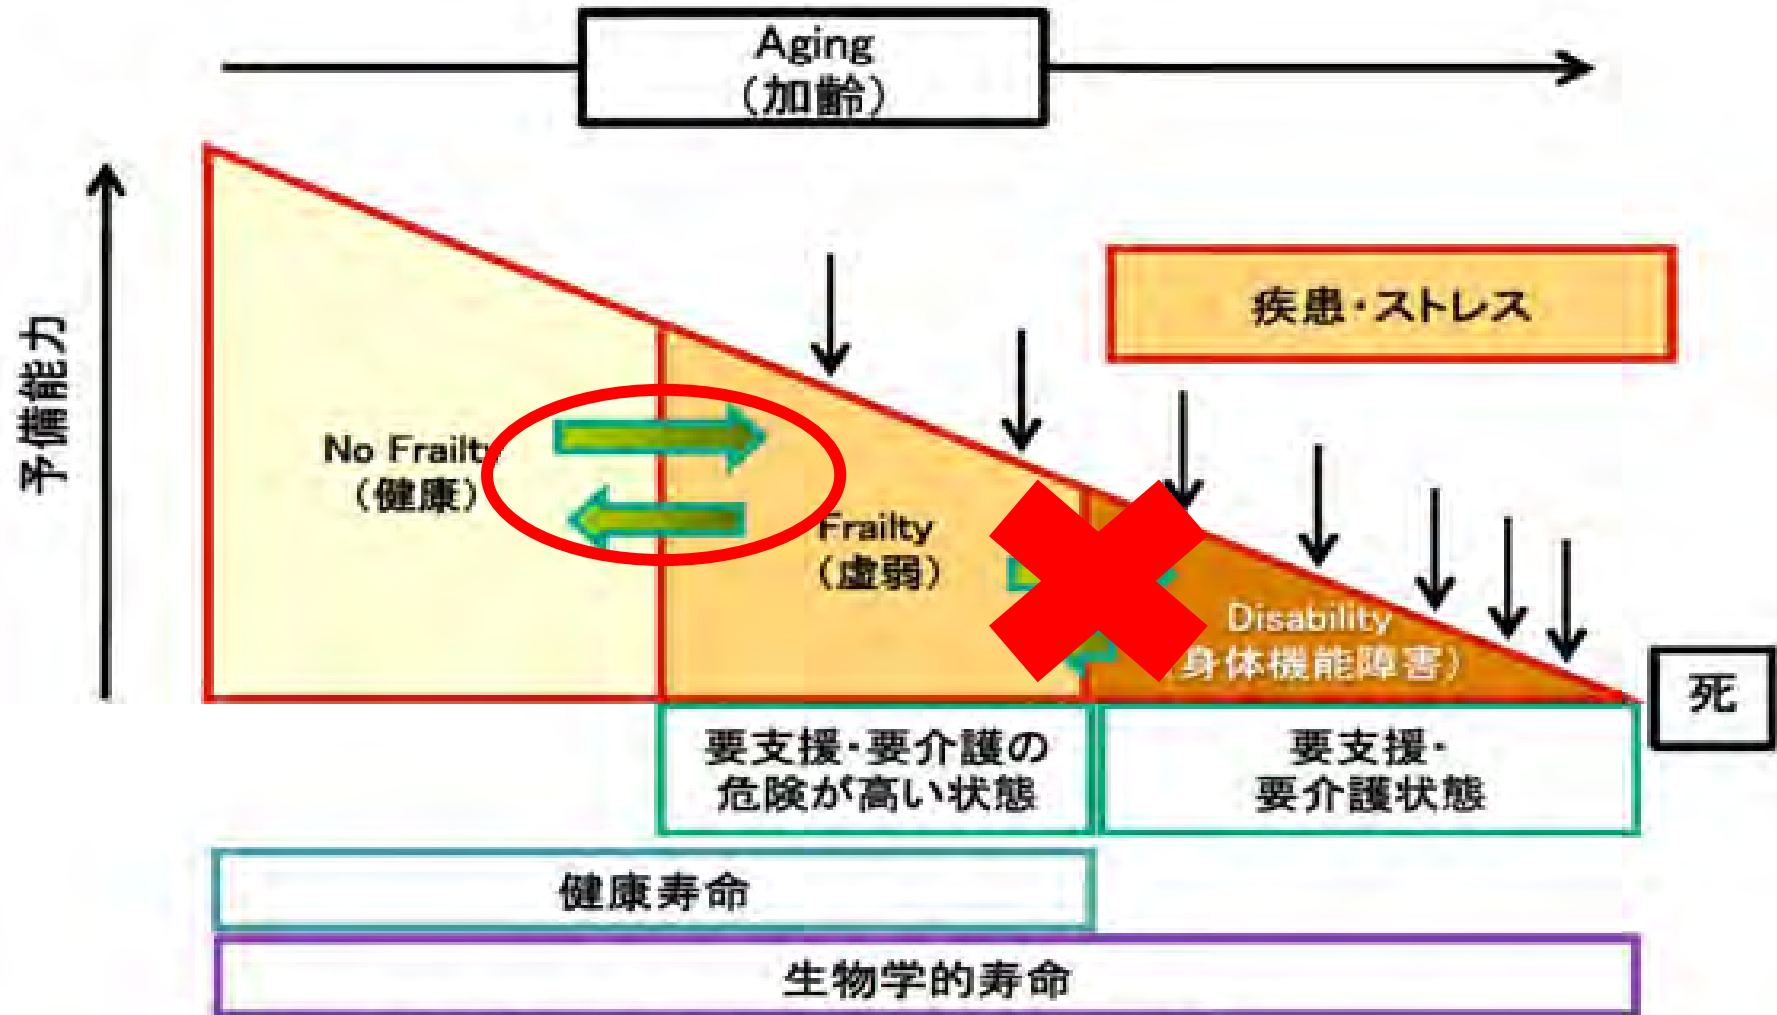 Aging
（加齢）
予備能力
疾患・ストレス
No Frailty
（健康）
Frailty
（虚弱）
Disability
（身体機能障害）
死
要支援・要介護の
危険が高い状態
要支援・
要介護状態
健康寿命
生物学的寿命